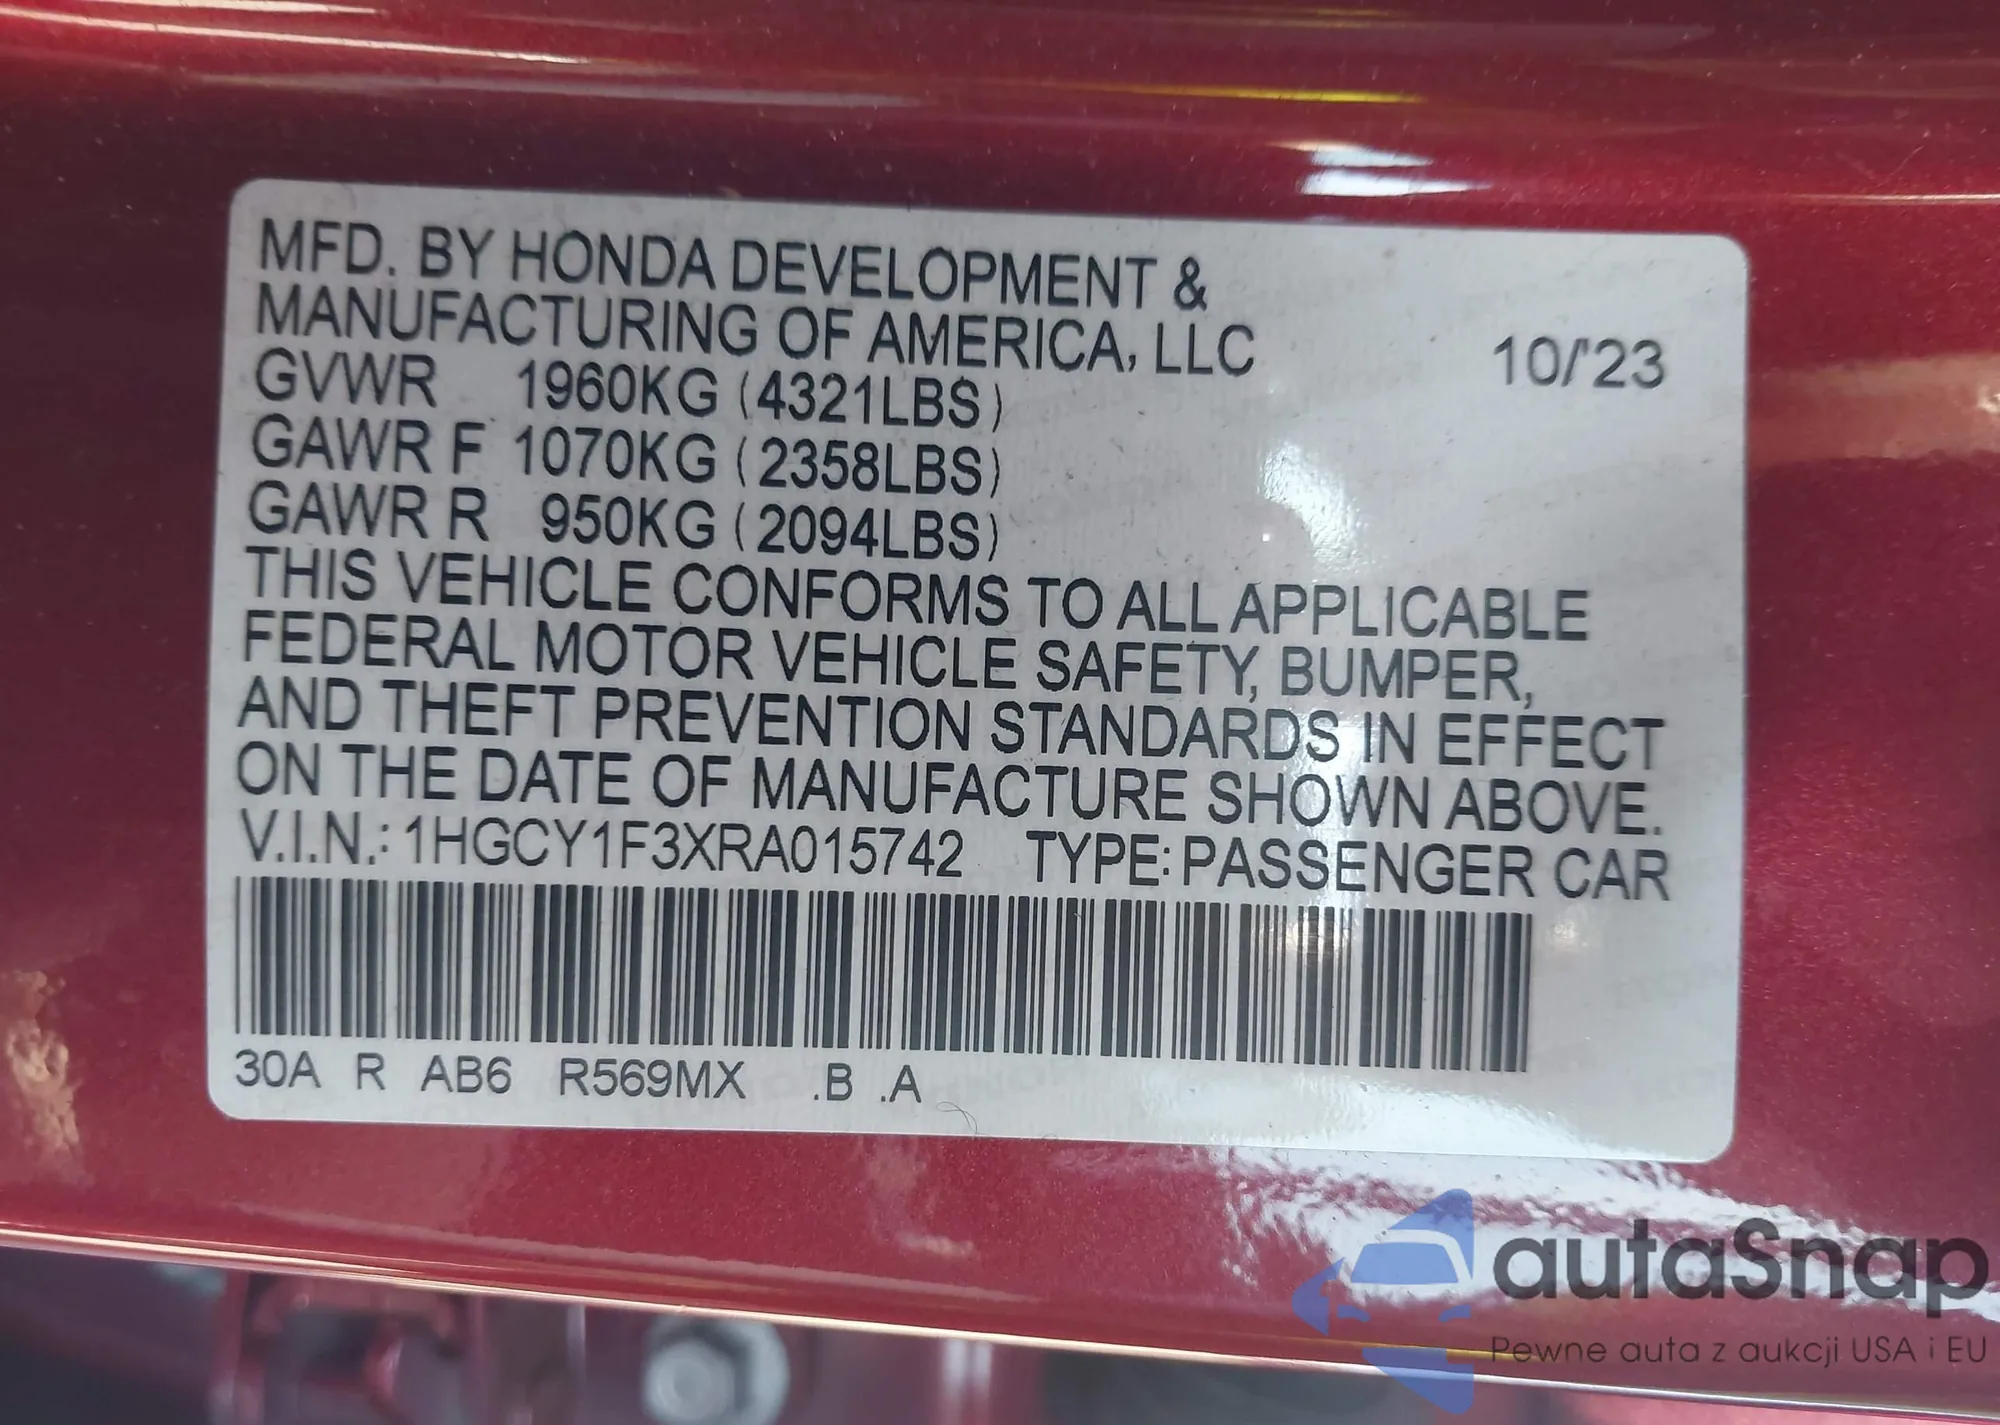 MFD. BY HONDA DEVELOPMENT &
MANUFACTURING OF AMERICA, LLC 10/'23
GVWR 1960KG (4321LBS)
GAWR F 1070KG (2358LBS)
GAWR R 950KG (2094LBS)
THIS VEHICLE CONFORMS TO ALL APPLICABLE
FEDERAL MOTOR VEHICLE SAFETY, BUMPER,
AND THEFT PREVENTION STANDARDS IN EFFECT
ON THE DATE OF MANUFACTURE SHOWN ABOVE.
V.I.N.: 1HGCY1F3XRA015742 TYPE: PASSENGER CAR
30A R AB6 R569MX .B .A
autaSnap
Pewne auta z aukcji USA i EU